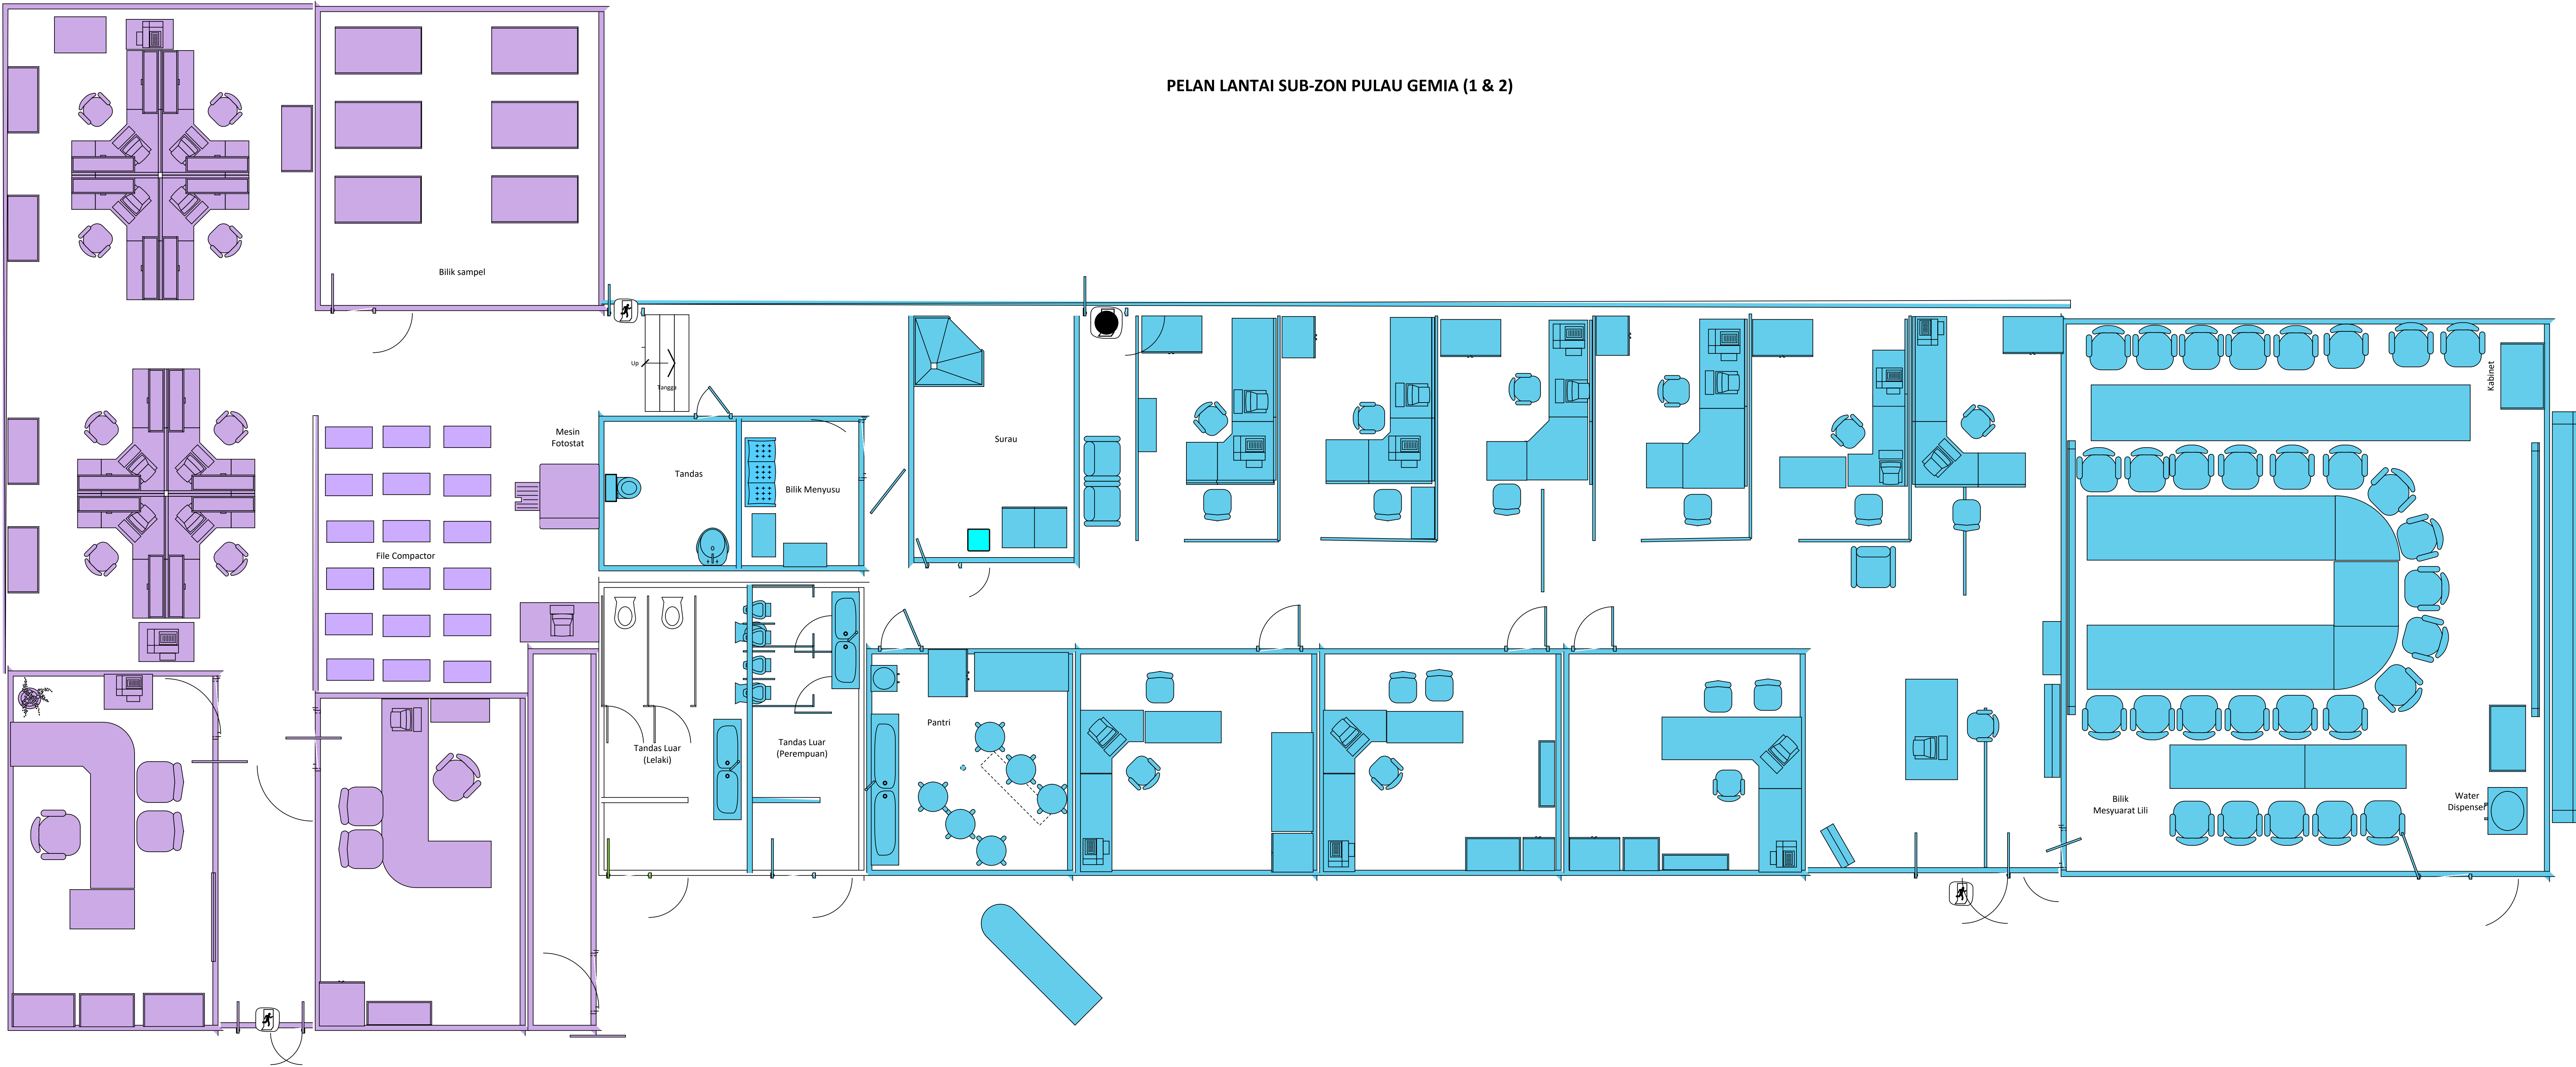 PELAN LANTAI SUB-ZON PULAU GEMIA (1 & 2)
Bilik sampel
Up
Tangga
Kabinet
Mesin
Fotostat
Surau
Tandas
Bilik Menyusu
File Compactor
Pantri
Tandas Luar
(Lelaki)
Tandas Luar
(Perempuan)
Bilik
Mesyuarat Lili
Water
Dispenser